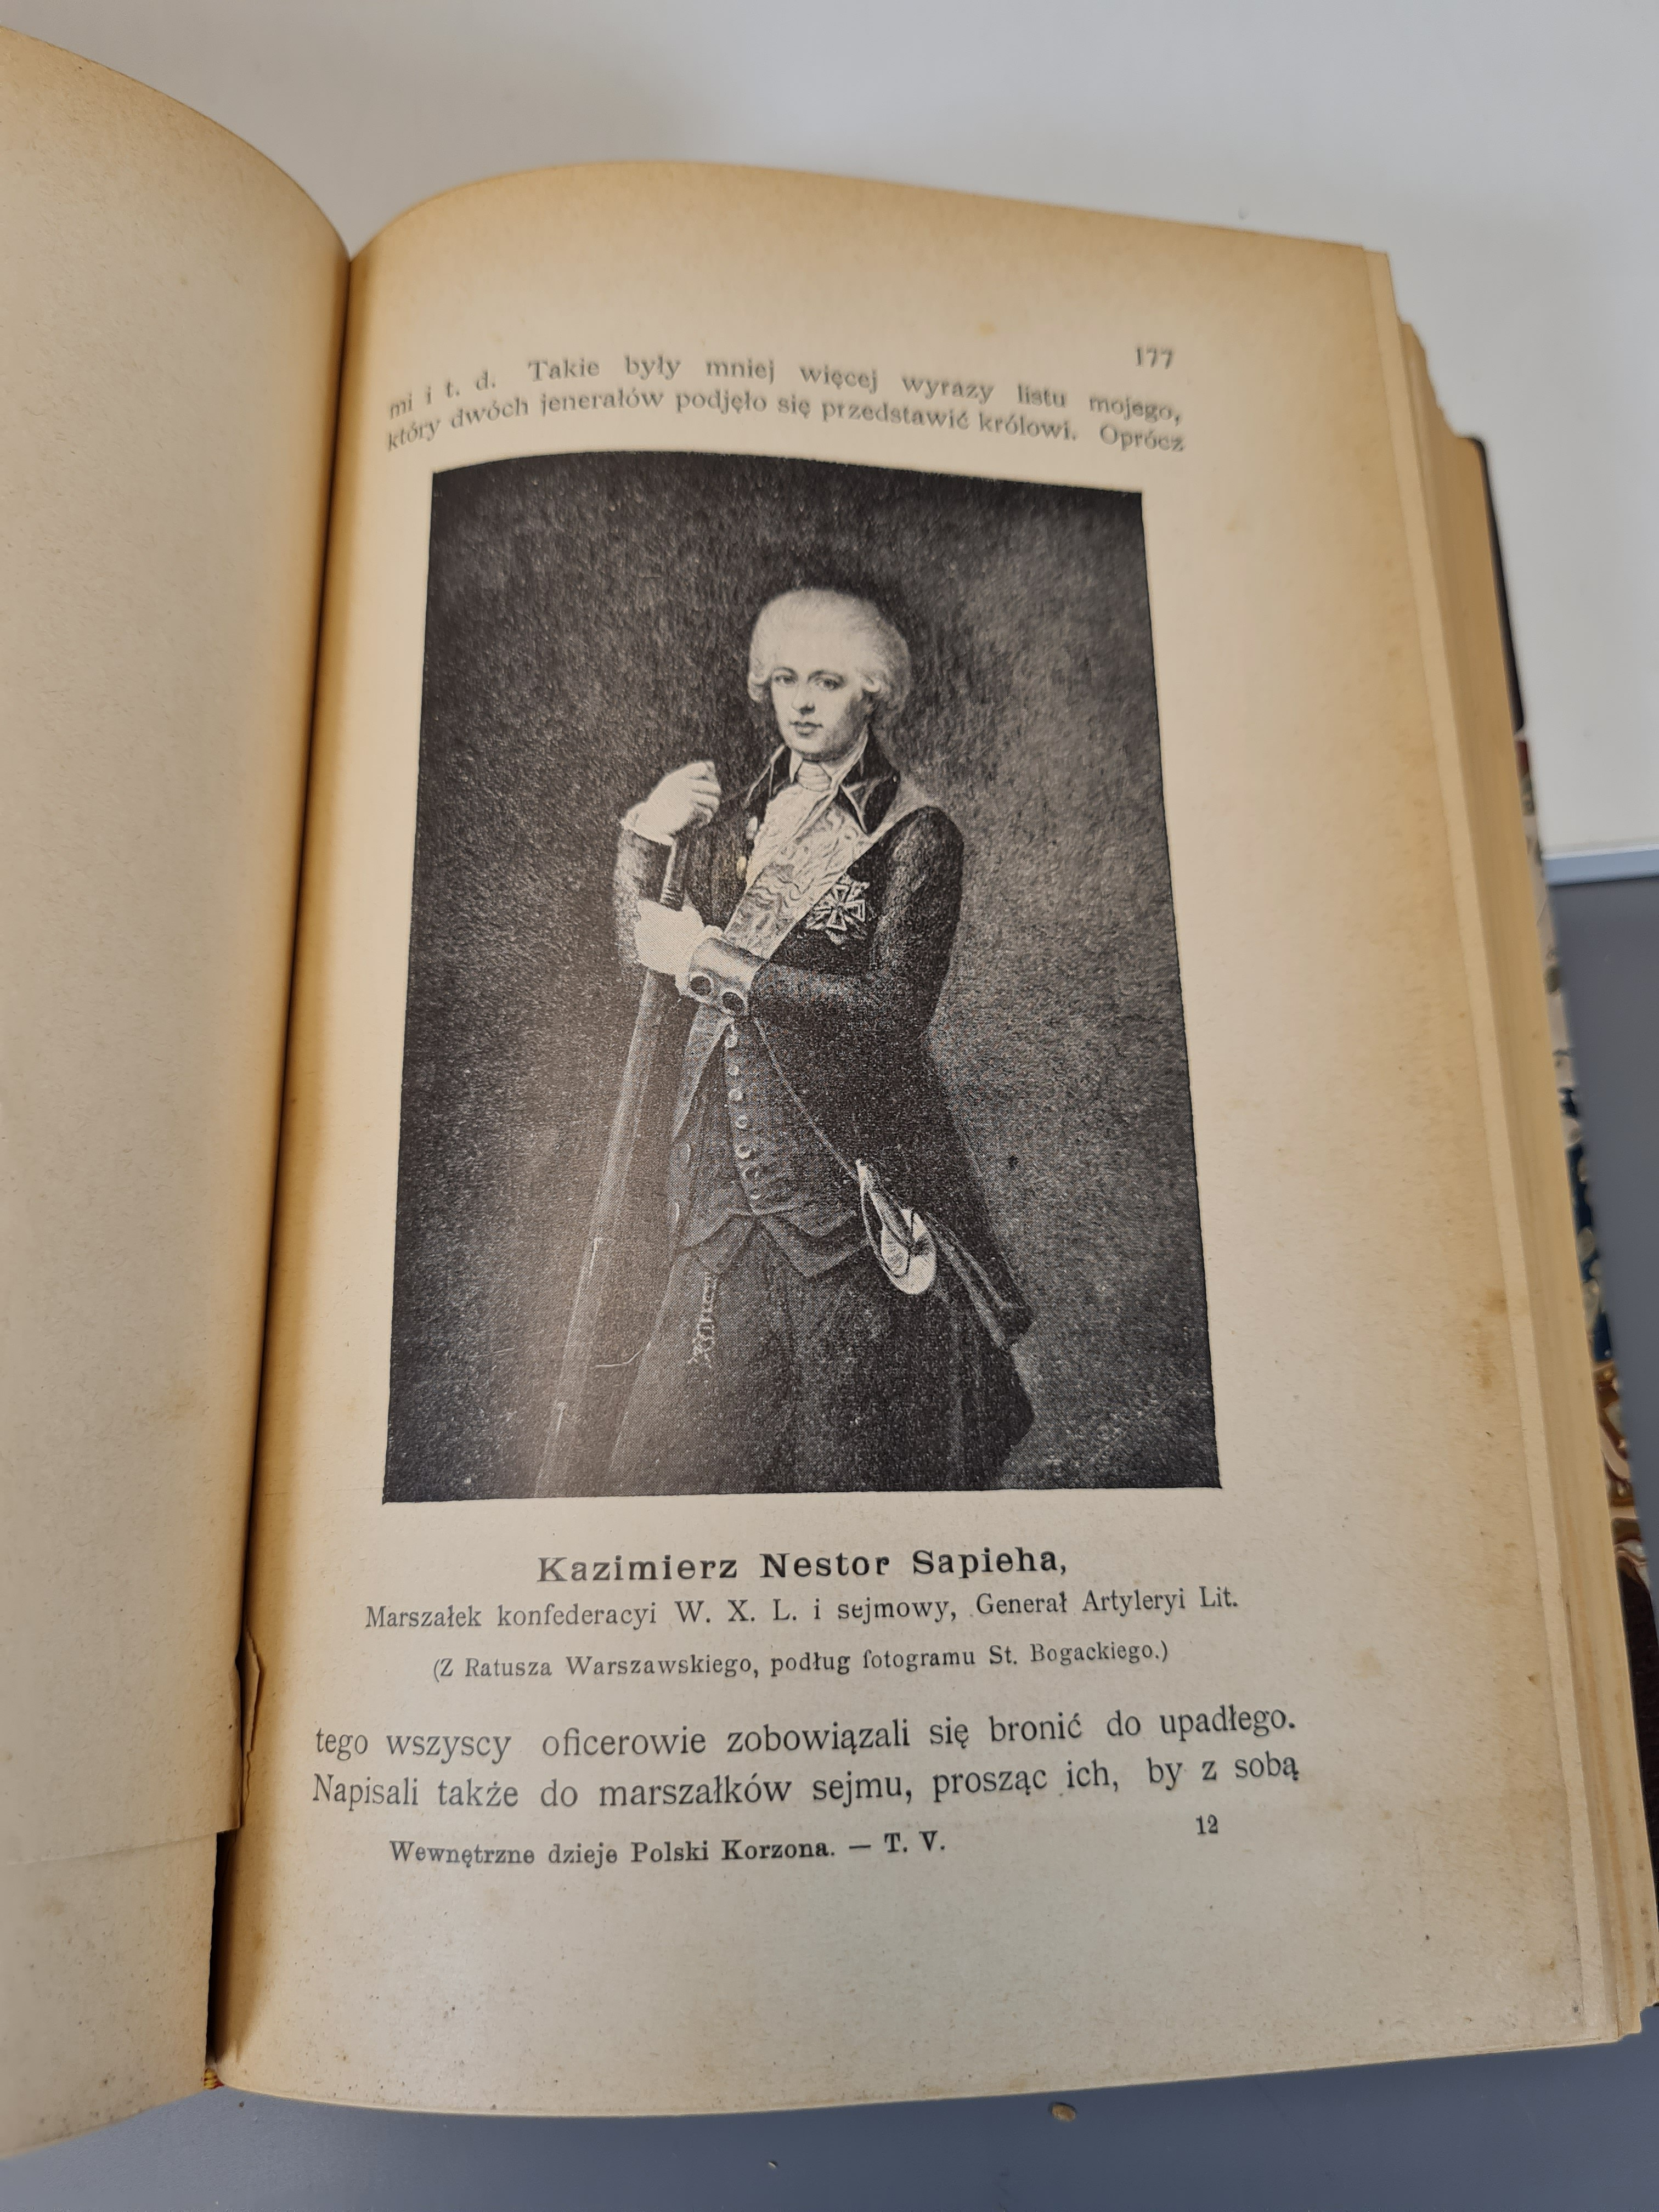 177
mi i t. d. Takie były mniej więcej wyrazy listu mojego,
który dwóch jenerałów podjęło się przedstawić królowi. Oprócz
Kazimierz Nestor Sapieha,
Marszałek konfederacyi W. X. L. i sejmowy, Generał Artyleryi Lit.
(Z Ratusza Warszawskiego, podług fotogramu St. Bogackiego.)
tego wszyscy oficerowie zobowiązali się bronić do upadłego.
Napisali także do marszałków sejmu, prosząc ich, by z sobą
Wewnętrzne dzieje Polski Korzona. — T. V. 12